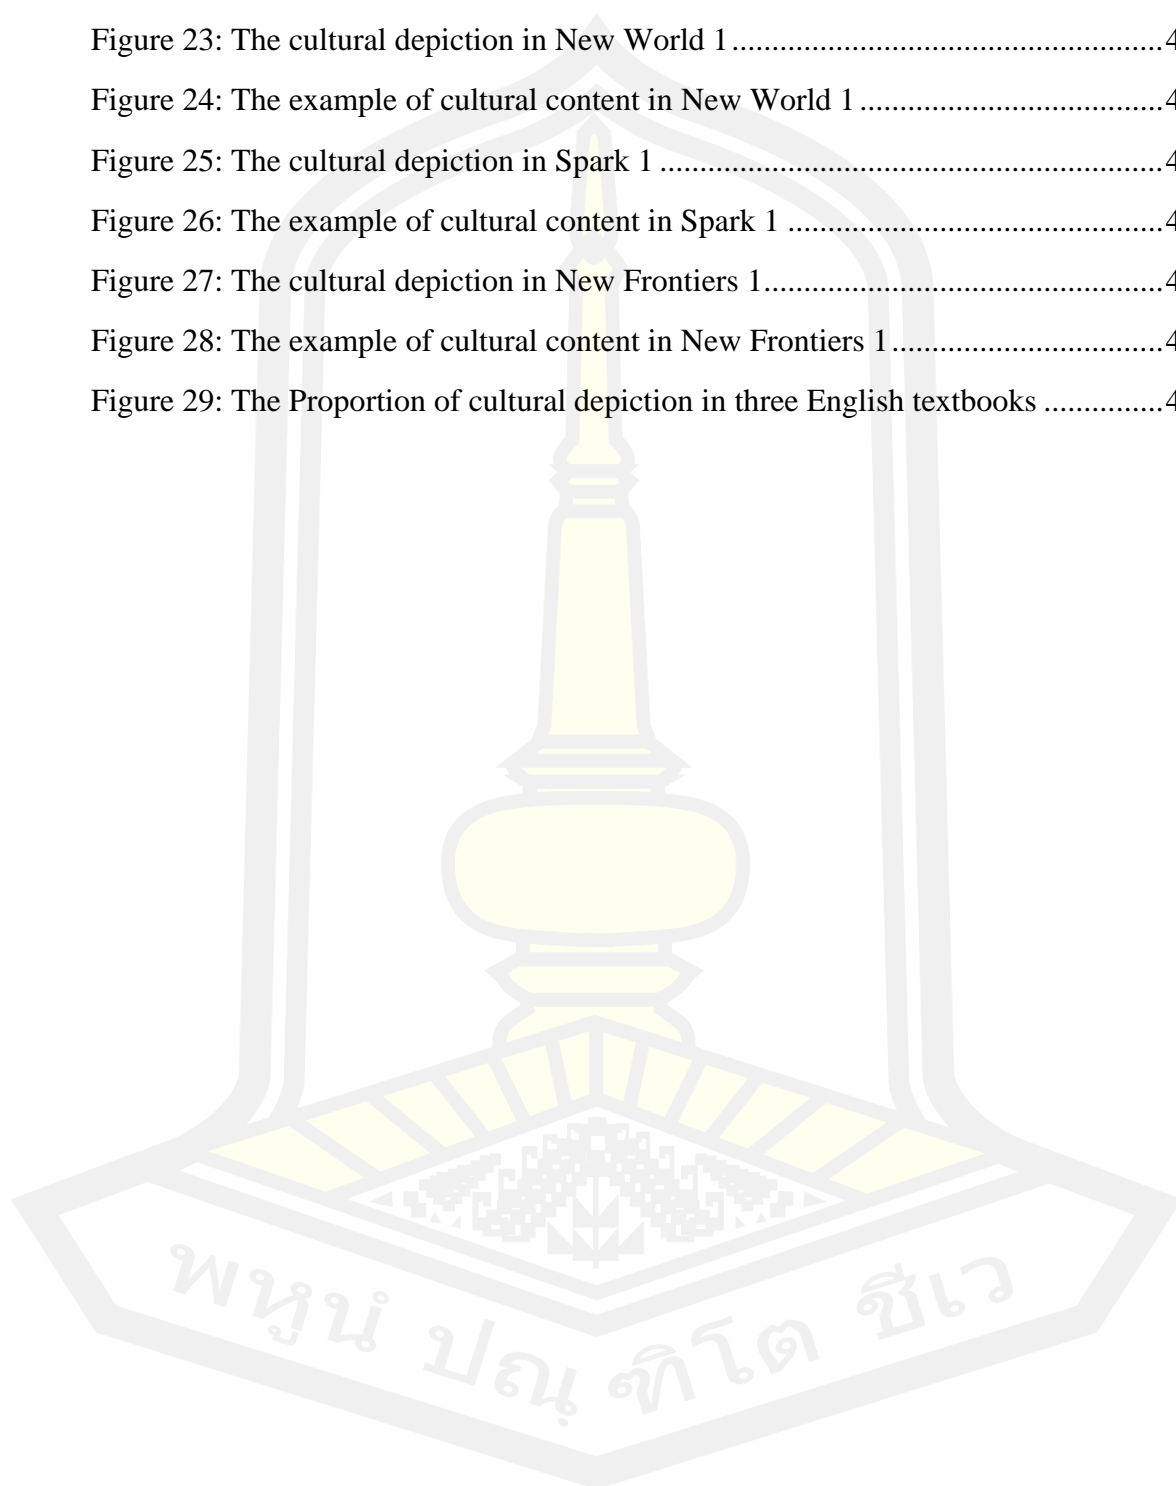 Figure 23: The cultural depiction in New World 1.....................................................4
Figure 24: The example of cultural content in New World 1.....................................4
Figure 25: The cultural depiction in Spark 1..............................................................4
Figure 26: The example of cultural content in Spark 1..............................................4
Figure 27: The cultural depiction in New Frontiers 1.................................................4
Figure 28: The example of cultural content in New Frontiers 1.................................4
Figure 29: The Proportion of cultural depiction in three English textbooks...............4
พหูนํ ปณฺฑิโต ชีเว